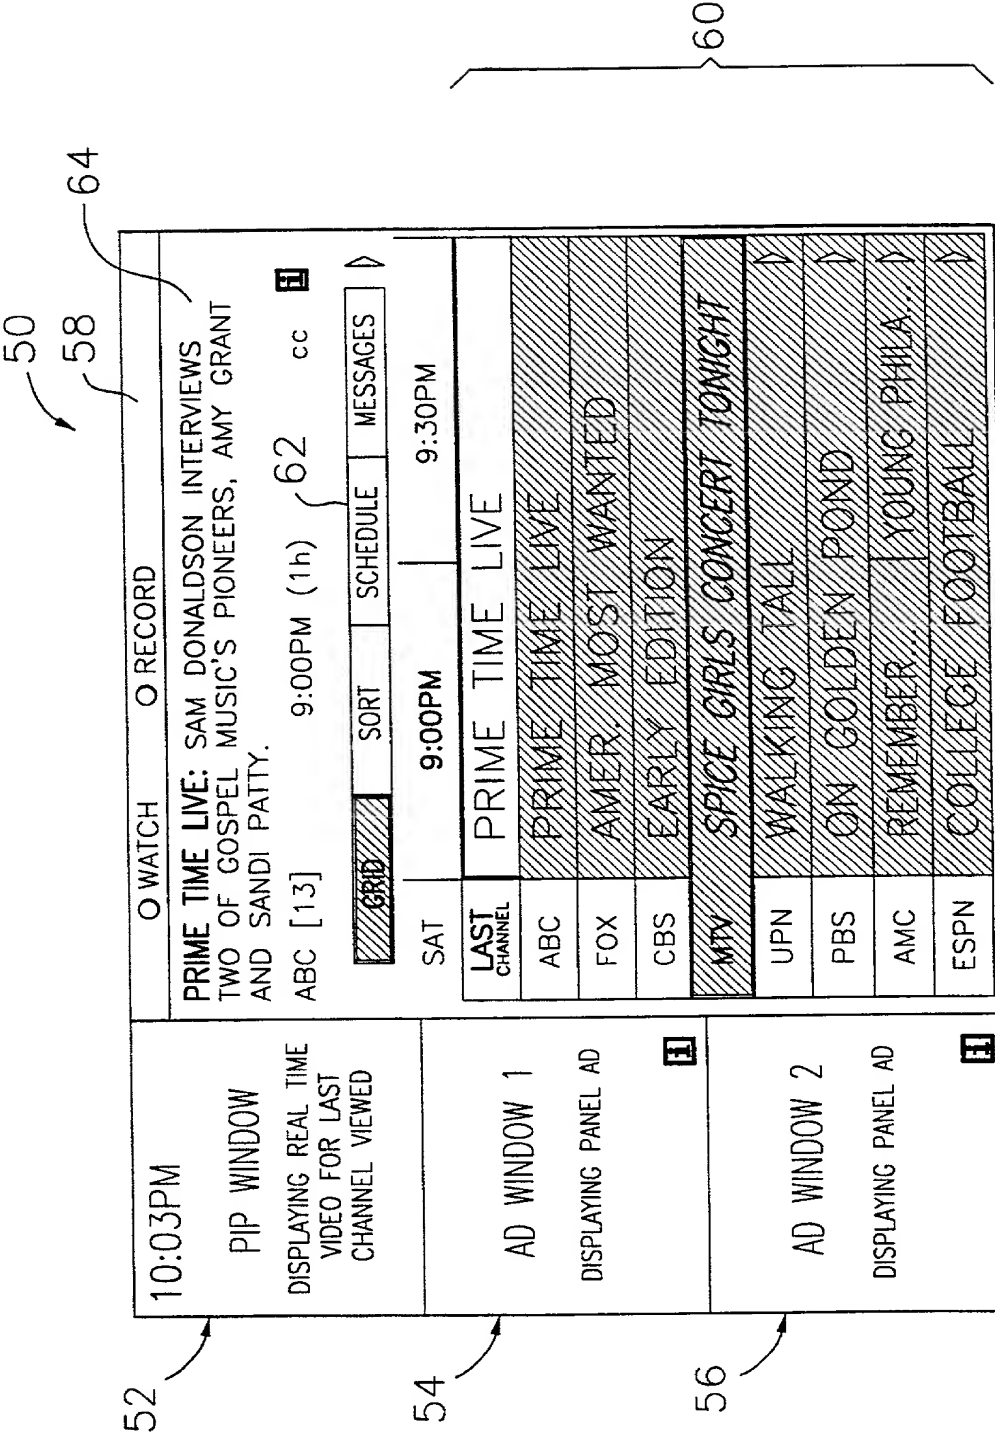 50
58
64
60
62
52
54
56
10:03PM
PIP WINDOW
DISPLAYING REAL TIME
VIDEO FOR LAST
CHANNEL VIEWED
AD WINDOW 1
DISPLAYING PANEL AD
i
AD WINDOW 2
DISPLAYING PANEL AD
i
O WATCH O RECORD
PRIME TIME LIVE: SAM DONALDSON INTERVIEWS
TWO OF GOSPEL MUSIC'S PIONEERS, AMY GRANT
AND SANDI PATTY.
ABC [13] 9:00PM (1h) cc i
GRID SORT SCHEDULE MESSAGES
SAT 9:00PM 9:30PM
LAST CHANNEL PRIME TIME LIVE
ABC PRIME TIME LIVE
FOX AMER. MOST WANTED
CBS EARLY EDITION
MTV SPICE GIRLS CONCERT TONIGHT
UPN WALKING TALL
PBS ON GOLDEN POND
AMC REMEMBER... YOUNG PHILA...
ESPN COLLEGE FOOTBALL